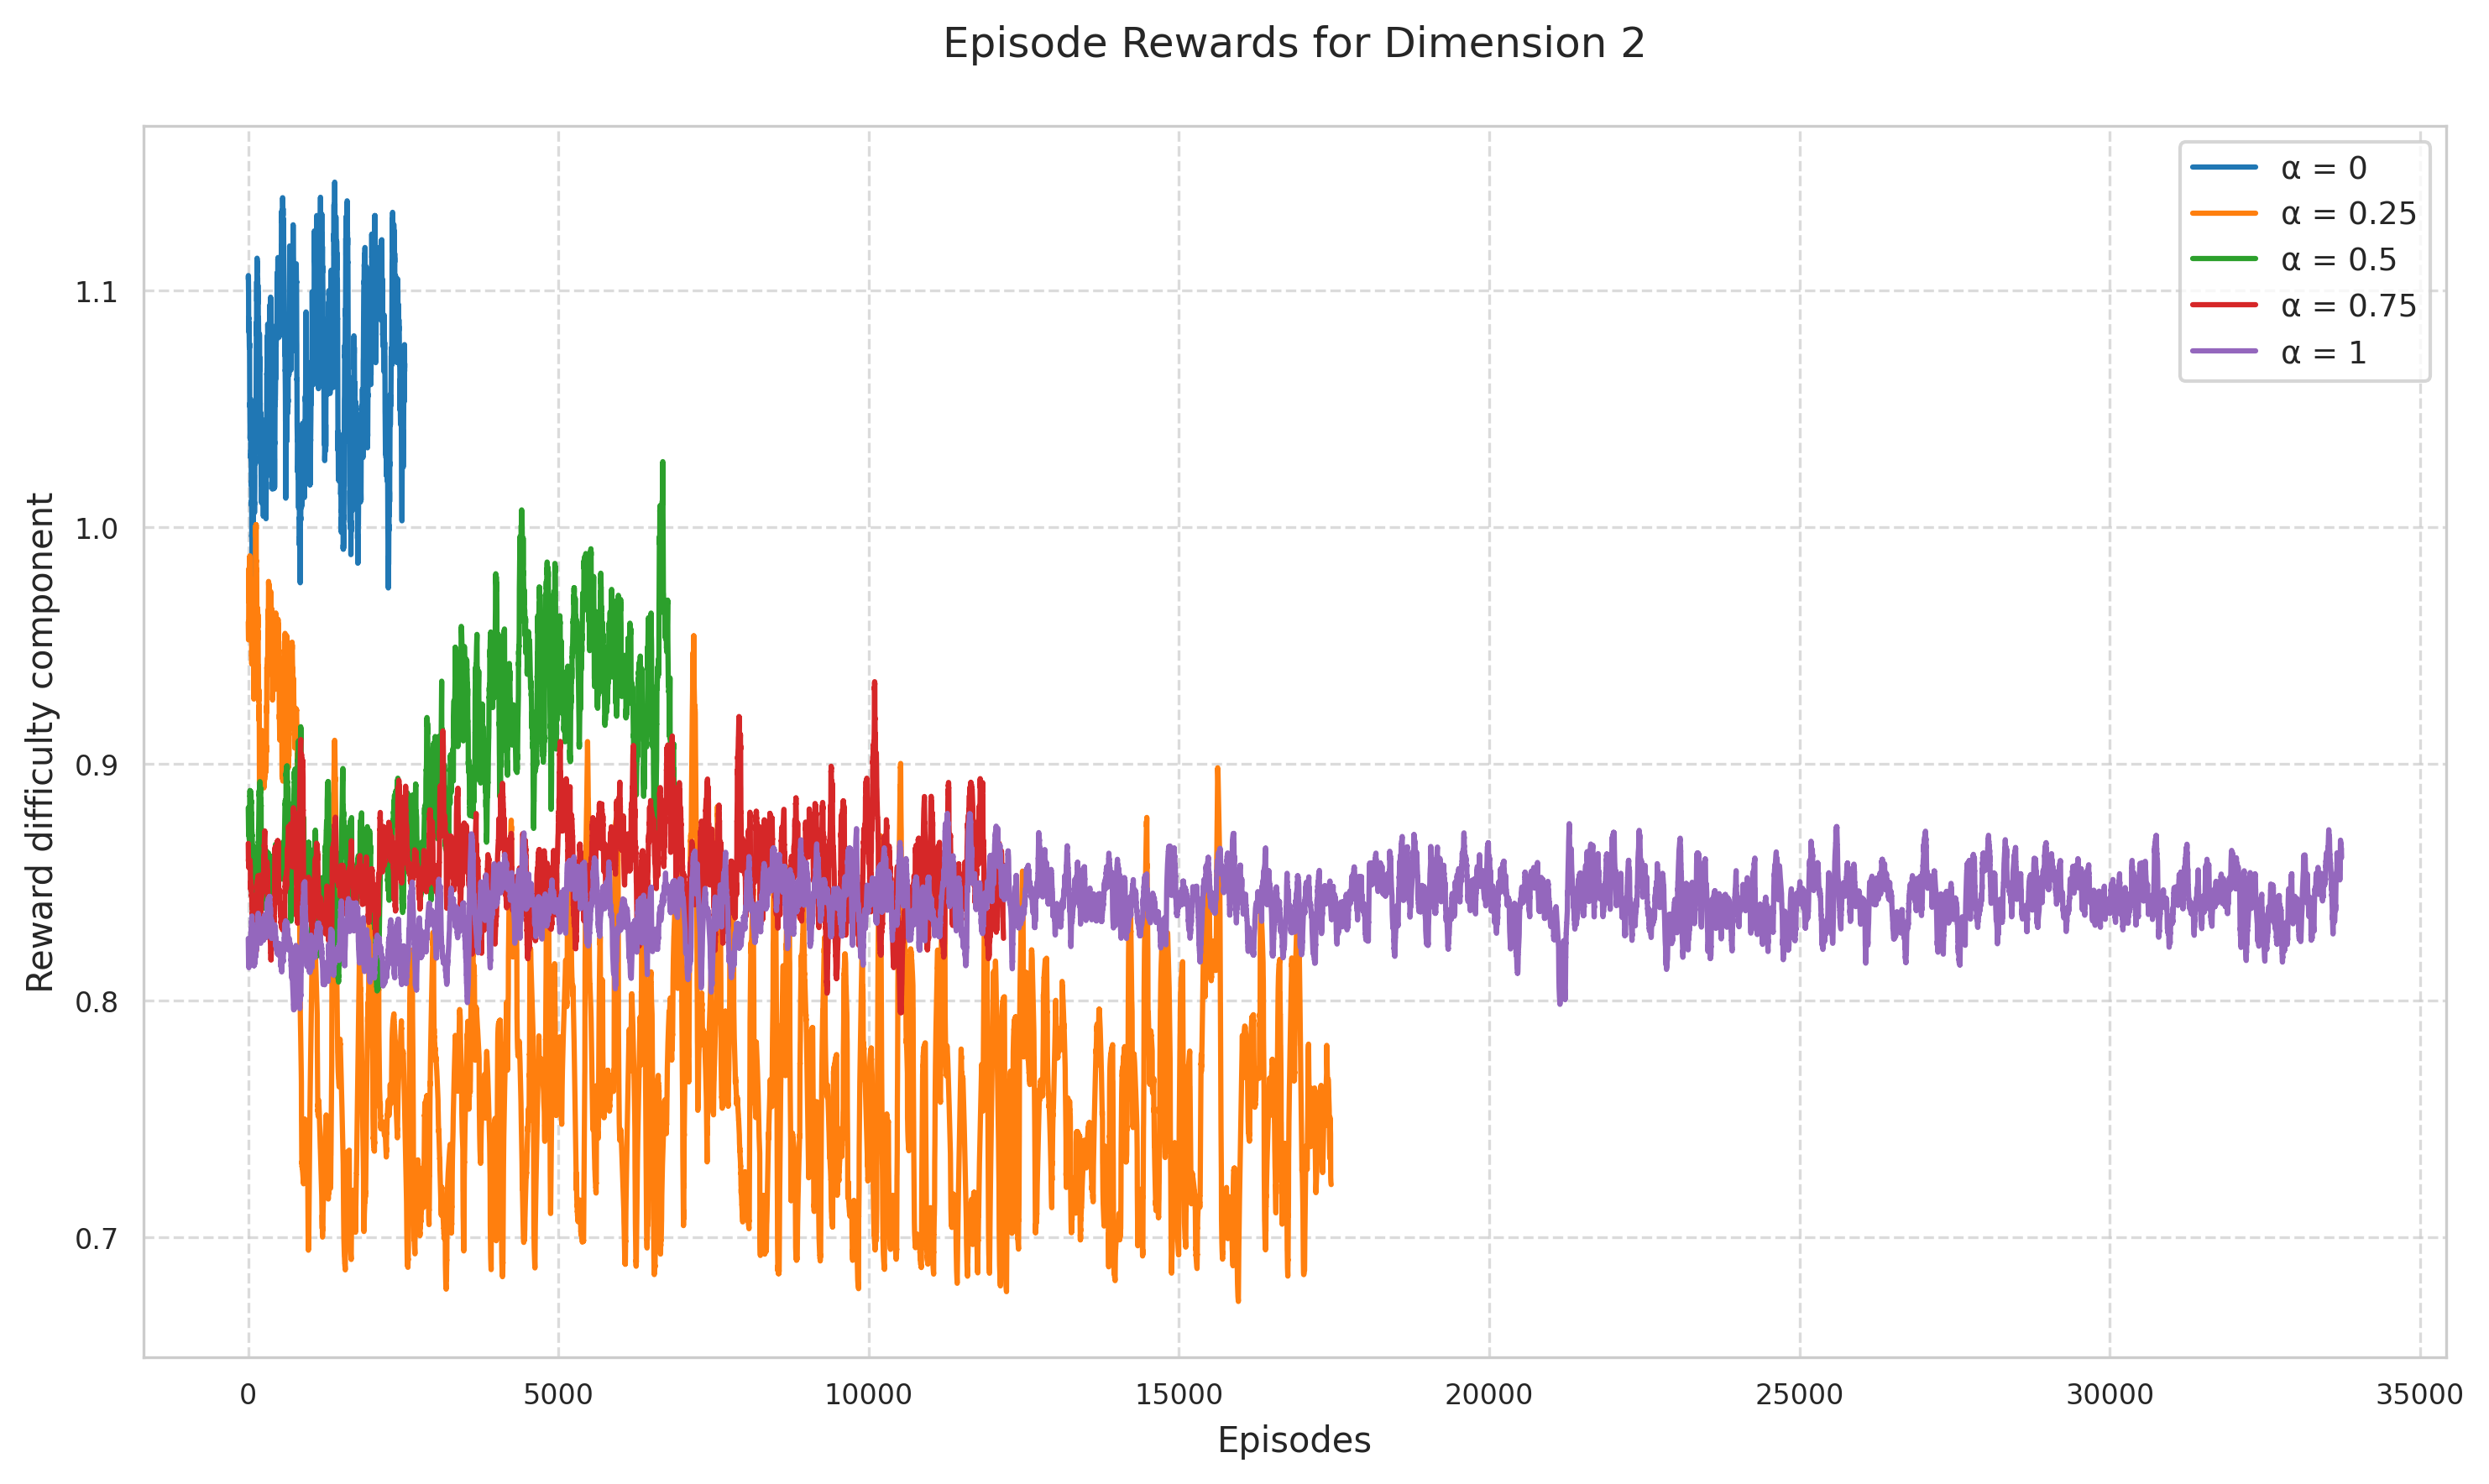 Episode Rewards for Dimension 2
α = 0
α = 0.25
α = 0.5
α = 0.75
α = 1
1.1
1.0
0.9
0.8
0.7
Reward difficulty component
0 5000 10000 15000 20000 25000 30000 35000
Episodes